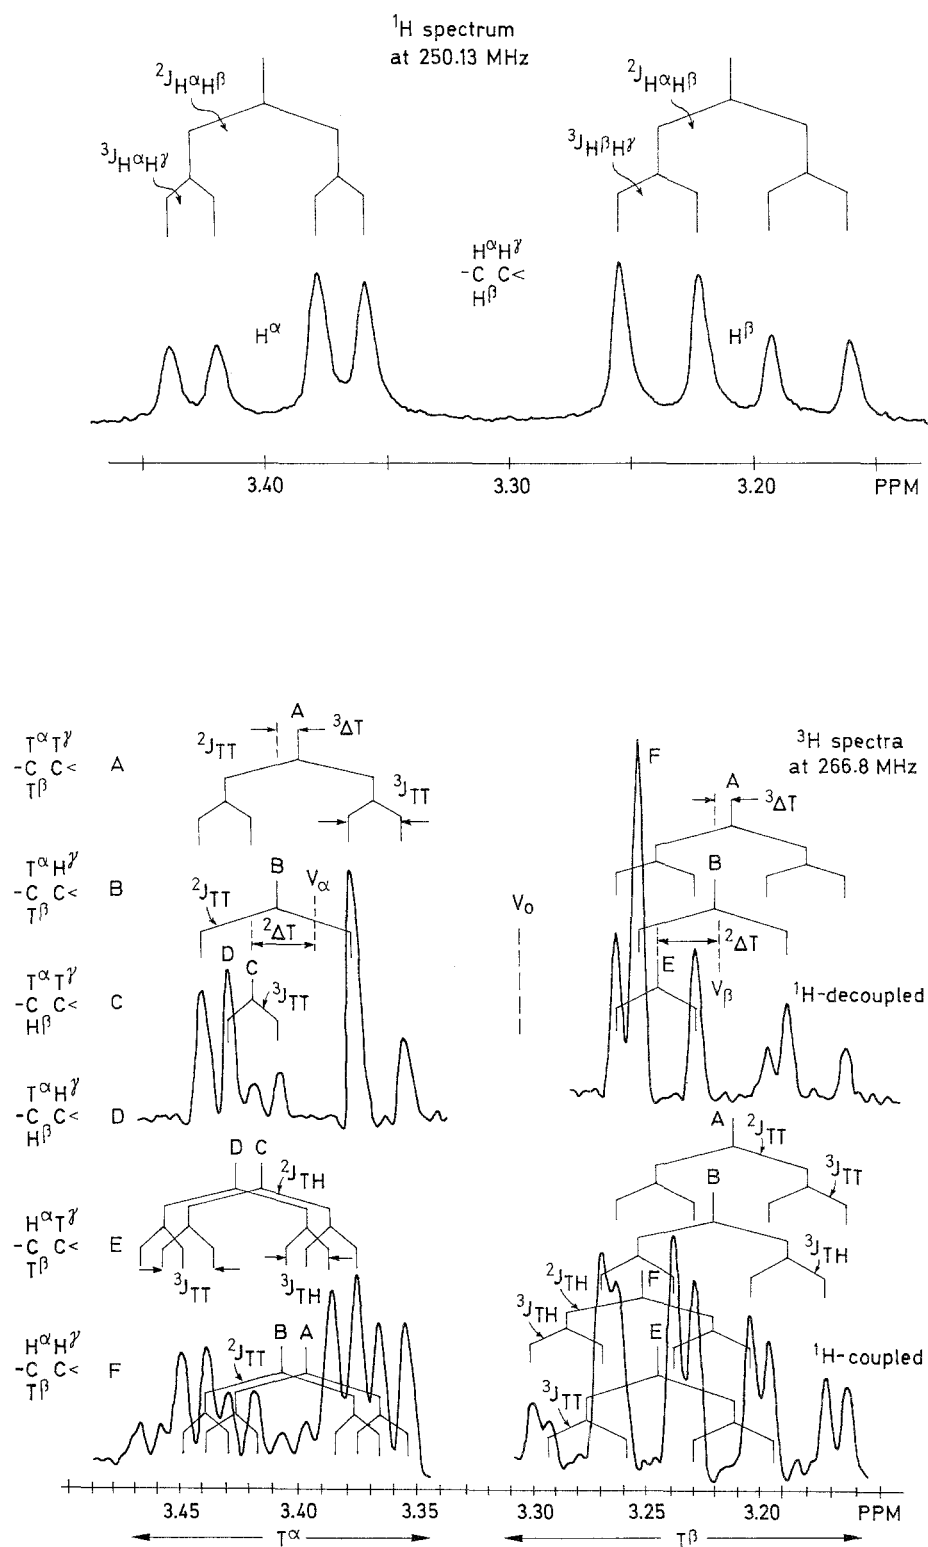 ¹H spectrum
at 250.13 MHz
²JHαHβ
²JHαHβ
³JHαHγ
³JHβHγ
HαHγ
-C C<
Hβ
Hα
Hβ
3.40
3.30
3.20
PPM
³H spectra
at 266.8 MHz
TαTγ
-C C<
Tβ
A
A
³ΔT
²JTT
³JTT
F
A
³ΔT
TαHγ
-C C<
Tβ
B
B
Vα
²JTT
²ΔT
V₀
B
²ΔT
TαTγ
-C C<
Hβ
C
D
C
³JTT
E
Vβ
¹H-decoupled
TαHγ
-C C<
Hβ
D
D C
²JTH
A
²JTT
³JTT
HαTγ
-C C<
Tβ
E
³JTT
³JTH
B
³JTH
²JTH
F
³JTH
HαHγ
-C C<
Tβ
F
B A
²JTT
E
³JTT
¹H-coupled
3.45
3.40
3.35
3.30
3.25
3.20
PPM
Tα
Tβ